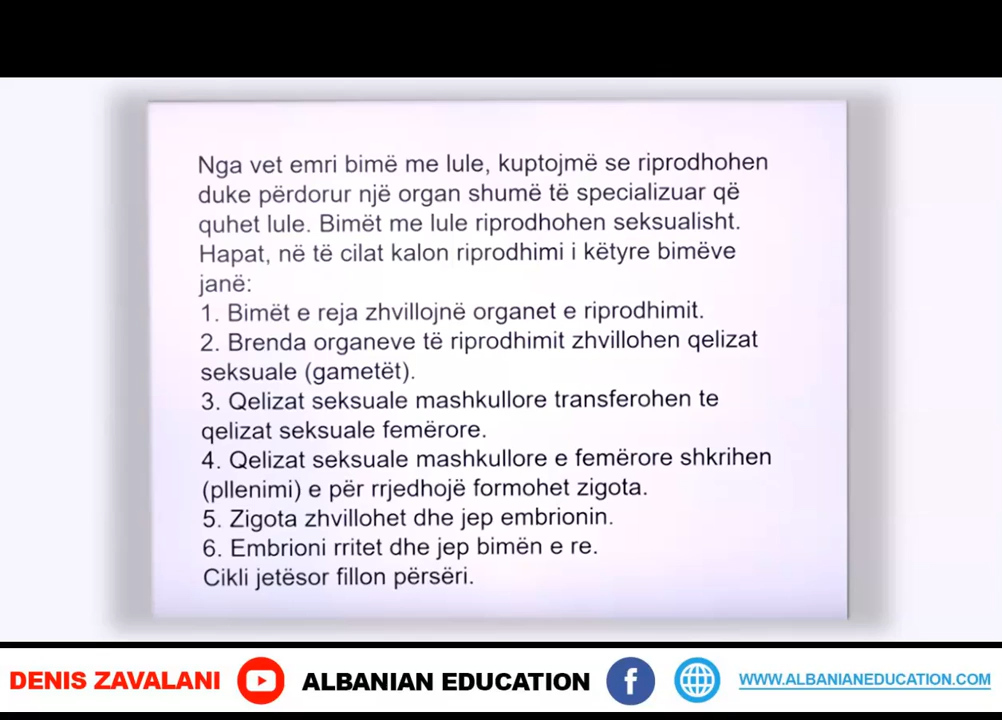 Nga vet emri bimë me lule, kuptojmë se riprodhohen
duke përdorur një organ shumë të specializuar që
quhet lule. Bimët me lule riprodhohen seksualisht.
Hapat, në të cilat kalon riprodhimi i këtyre bimëve
janë:
1. Bimët e reja zhvillojnë organet e riprodhimit.
2. Brenda organeve të riprodhimit zhvillohen qelizat
seksuale (gametët).
3. Qelizat seksuale mashkullore transferohen te
qelizat seksuale femërore.
4. Qelizat seksuale mashkullore e femërore shkrihen
(pllenimi) e për rrjedhojë formohet zigota.
5. Zigota zhvillohet dhe jep embrionin.
6. Embrioni rritet dhe jep bimën e re.
Cikli jetësor fillon përsëri.
DENIS ZAVALANI ALBANIAN EDUCATION f WWW.ALBANIANEDUCATION.COM